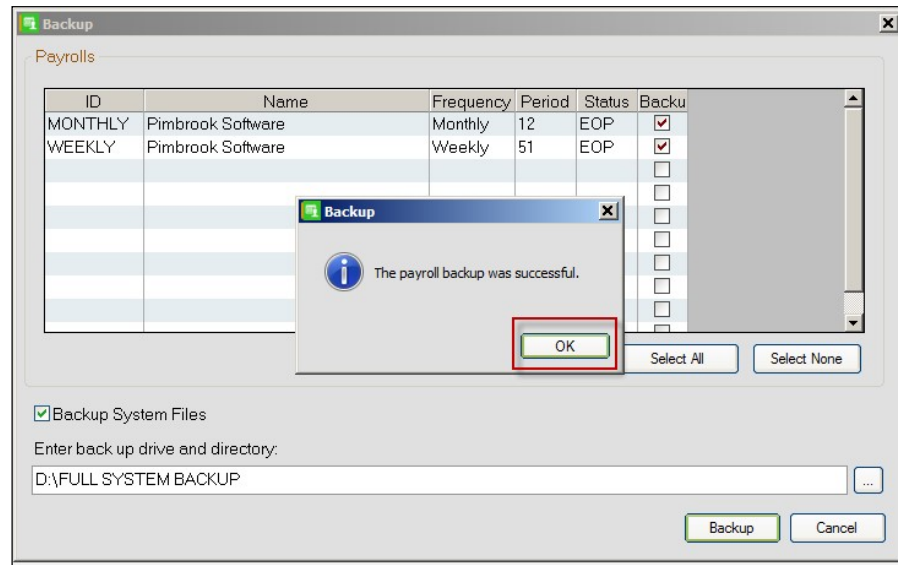 Backup
Payrolls
ID Name Frequency Period Status Backu
MONTHLY Pimbrook Software Monthly 12 EOP
WEEKLY Pimbrook Software Weekly 51 EOP
Backup
The payroll backup was successful.
OK
Select All Select None
Backup System Files
Enter back up drive and directory:
D:\FULL SYSTEM BACKUP ...
Backup Cancel